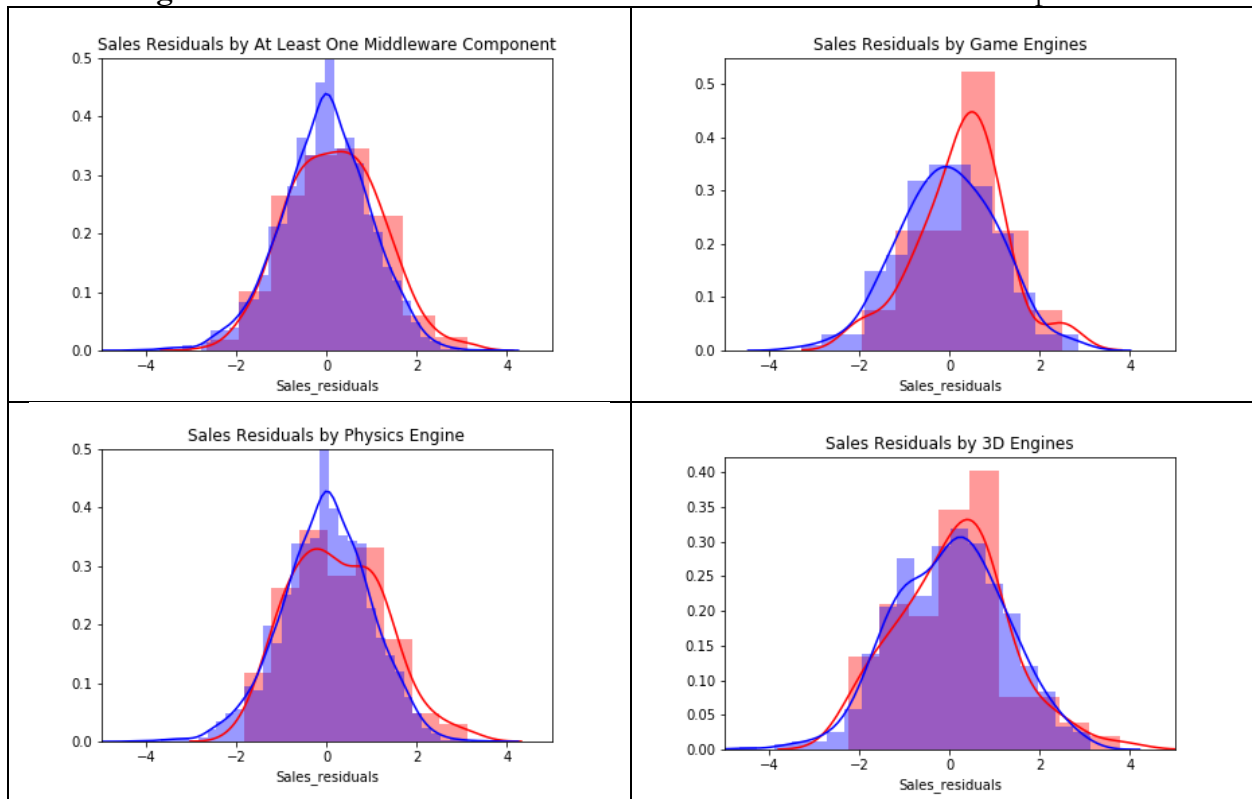 Sales Residuals by At Least One Middleware Component
0.5
0.4
0.3
0.2
0.1
0.0
−4 −2 0 2 4
Sales_residuals
Sales Residuals by Game Engines
0.5
0.4
0.3
0.2
0.1
0.0
−4 −2 0 2 4
Sales_residuals
Sales Residuals by Physics Engine
0.5
0.4
0.3
0.2
0.1
0.0
−4 −2 0 2 4
Sales_residuals
Sales Residuals by 3D Engines
0.40
0.35
0.30
0.25
0.20
0.15
0.10
0.05
0.00
−4 −2 0 2 4
Sales_residuals